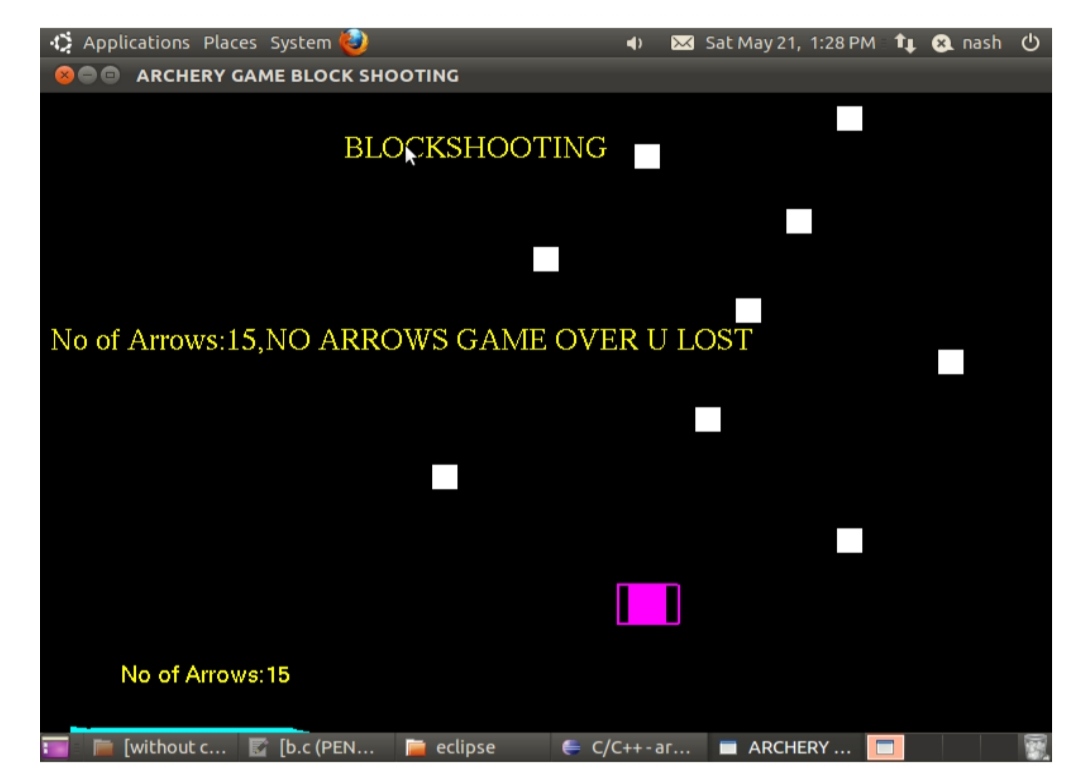 Applications Places System Sat May 21, 1:28 PM nash
ARCHERY GAME BLOCK SHOOTING
BLOCKSHOOTING
No of Arrows:15,NO ARROWS GAME OVER U LOST
No of Arrows:15
[without c... [b.c (PEN... eclipse C/C++ - ar... ARCHERY ...